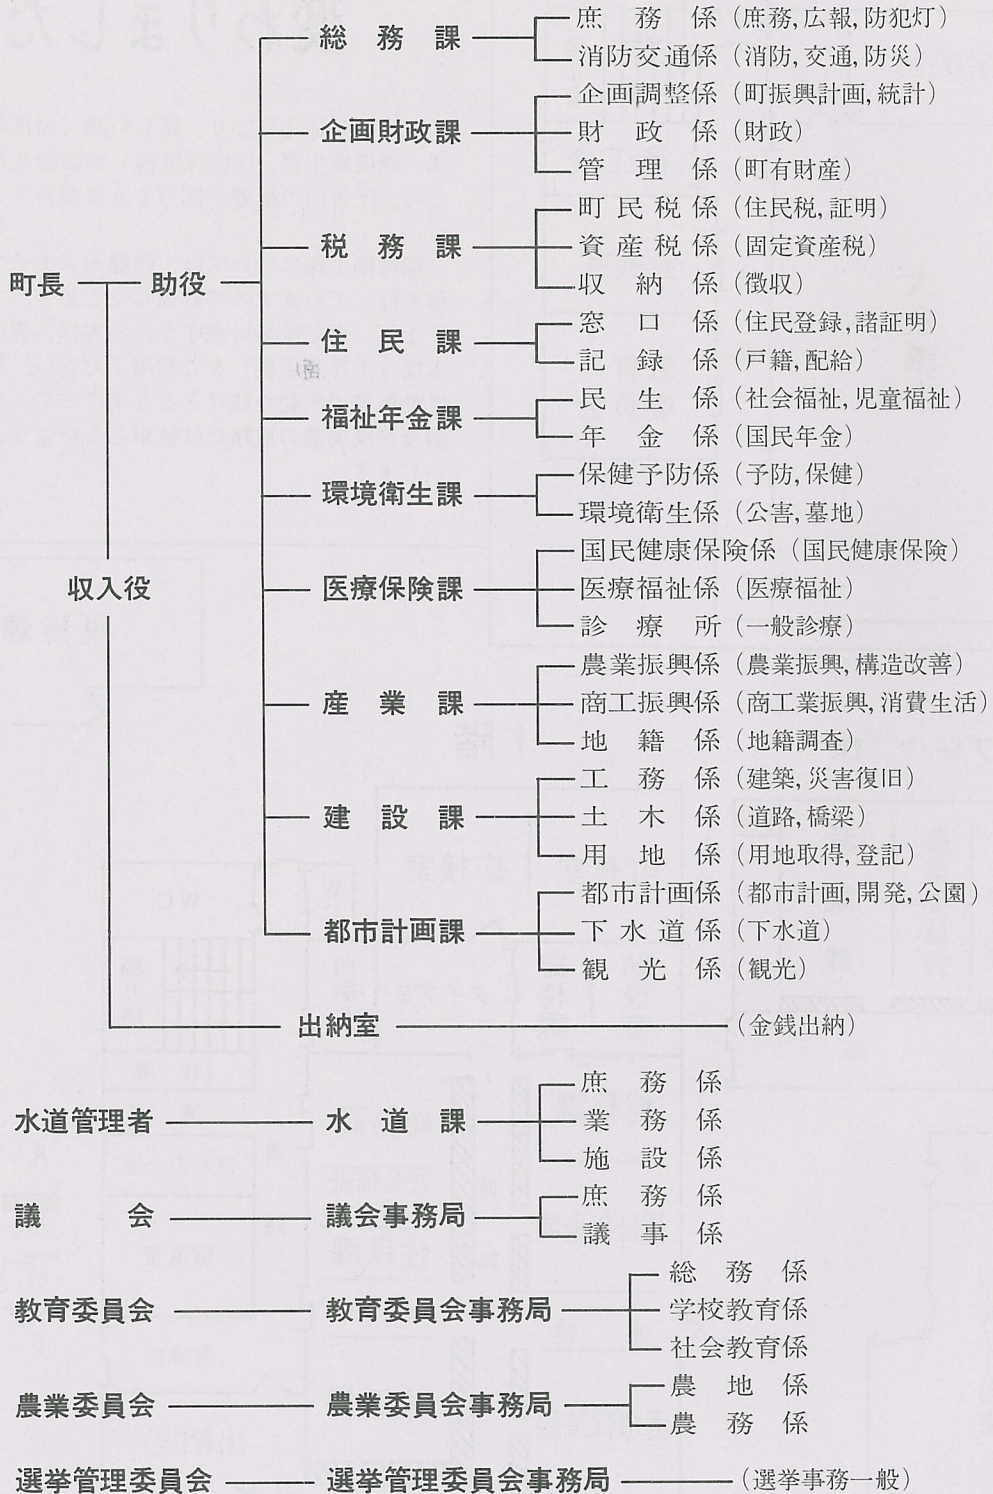 総務課
庶務係(庶務,広報,防犯灯)
消防交通係(消防,交通,防災)
企画財政課
企画調整係(町振興計画,統計)
財政係(財政)
管理係(町有財産)
税務課
町民税係(住民税,証明)
資産税係(固定資産税)
収納係(徴収)
町長
助役
住民課
窓口係(住民登録,諸証明)
記録係(戸籍,配給)
福祉年金課
民生係(社会福祉,児童福祉)
年金係(国民年金)
環境衛生課
保健予防係(予防,保健)
環境衛生係(公害,墓地)
収入役
医療保険課
国民健康保険係(国民健康保険)
医療福祉係(医療福祉)
診療所(一般診療)
産業課
農業振興係(農業振興,構造改善)
商工振興係(商工業振興,消費生活)
地籍係(地籍調査)
建設課
工務係(建築,災害復旧)
土木係(道路,橋梁)
用地係(用地取得,登記)
都市計画課
都市計画係(都市計画,開発,公園)
下水道係(下水道)
観光係(観光)
出納室
(金銭出納)
水道管理者
水道課
庶務係
業務係
施設係
議会
議会事務局
庶務係
議事係
教育委員会
教育委員会事務局
総務係
学校教育係
社会教育係
農業委員会
農業委員会事務局
農地係
農務係
選挙管理委員会
選挙管理委員会事務局
(選挙事務一般)